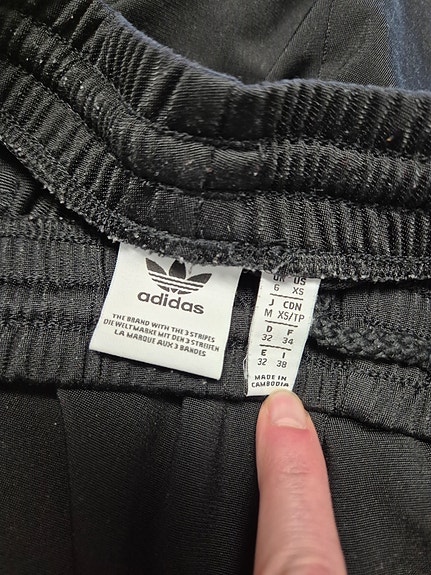 adidas
THE BRAND WITH THE 3 STRIPES
DIE WELTMARKE MIT DEN 3 STREIFEN
LA MARQUE AUX 3 BANDES
UK US
6 XS
J CDN
M XS/TP
D F
32 34
E I
32 38
MADE IN
CAMBODIA